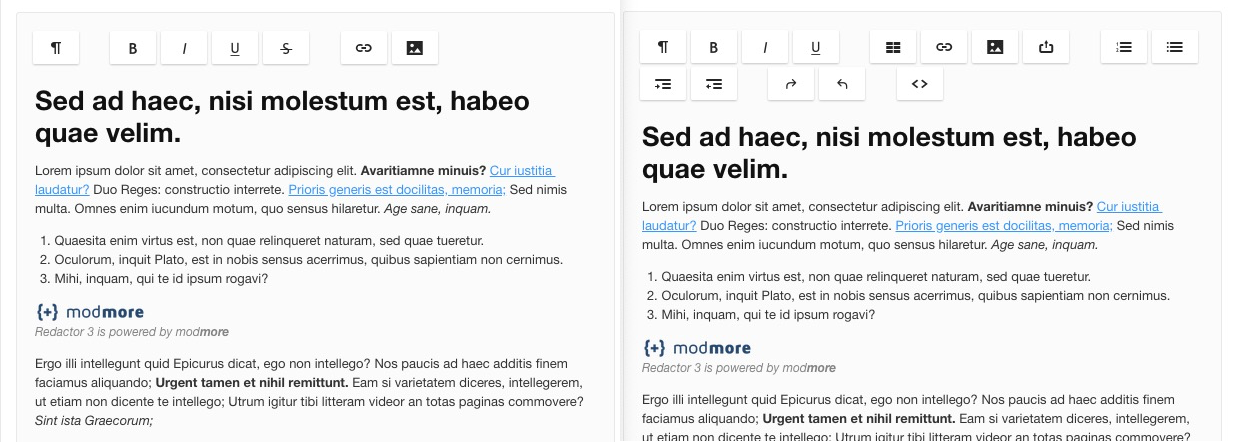 ¶ B I U S
Sed ad haec, nisi molestum est, habeo
quae velim.
Lorem ipsum dolor sit amet, consectetur adipiscing elit. Avaritiamne minuis? Cur iustitia
laudatur? Duo Reges: constructio interrete. Prioris generis est docilitas, memoria; Sed nimis
multa. Omnes enim iucundum motum, quo sensus hilaretur. Age sane, inquam.
1. Quaesita enim virtus est, non quae relinqueret naturam, sed quae tueretur.
2. Oculorum, inquit Plato, est in nobis sensus acerrimus, quibus sapientiam non cernimus.
3. Mihi, inquam, qui te id ipsum rogavi?
{+} modmore
Redactor 3 is powered by modmore
Ergo illi intellegunt quid Epicurus dicat, ego non intellego? Nos paucis ad haec additis finem
faciamus aliquando; Urgent tamen et nihil remittunt. Eam si varietatem diceres, intellegerem,
ut etiam non dicente te intellego; Utrum igitur tibi litteram videor an totas paginas commovere?
Sint ista Graecorum;
¶ B I U
<>
Sed ad haec, nisi molestum est, habeo
quae velim.
Lorem ipsum dolor sit amet, consectetur adipiscing elit. Avaritiamne minuis? Cur iustitia
laudatur? Duo Reges: constructio interrete. Prioris generis est docilitas, memoria; Sed nimis
multa. Omnes enim iucundum motum, quo sensus hilaretur. Age sane, inquam.
1. Quaesita enim virtus est, non quae relinqueret naturam, sed quae tueretur.
2. Oculorum, inquit Plato, est in nobis sensus acerrimus, quibus sapientiam non cernimus.
3. Mihi, inquam, qui te id ipsum rogavi?
{+} modmore
Redactor 3 is powered by modmore
Ergo illi intellegunt quid Epicurus dicat, ego non intellego? Nos paucis ad haec additis finem
faciamus aliquando; Urgent tamen et nihil remittunt. Eam si varietatem diceres, intellegerem,
ut etiam non dicente te intellego; Utrum igitur tibi litteram videor an totas paginas commovere?